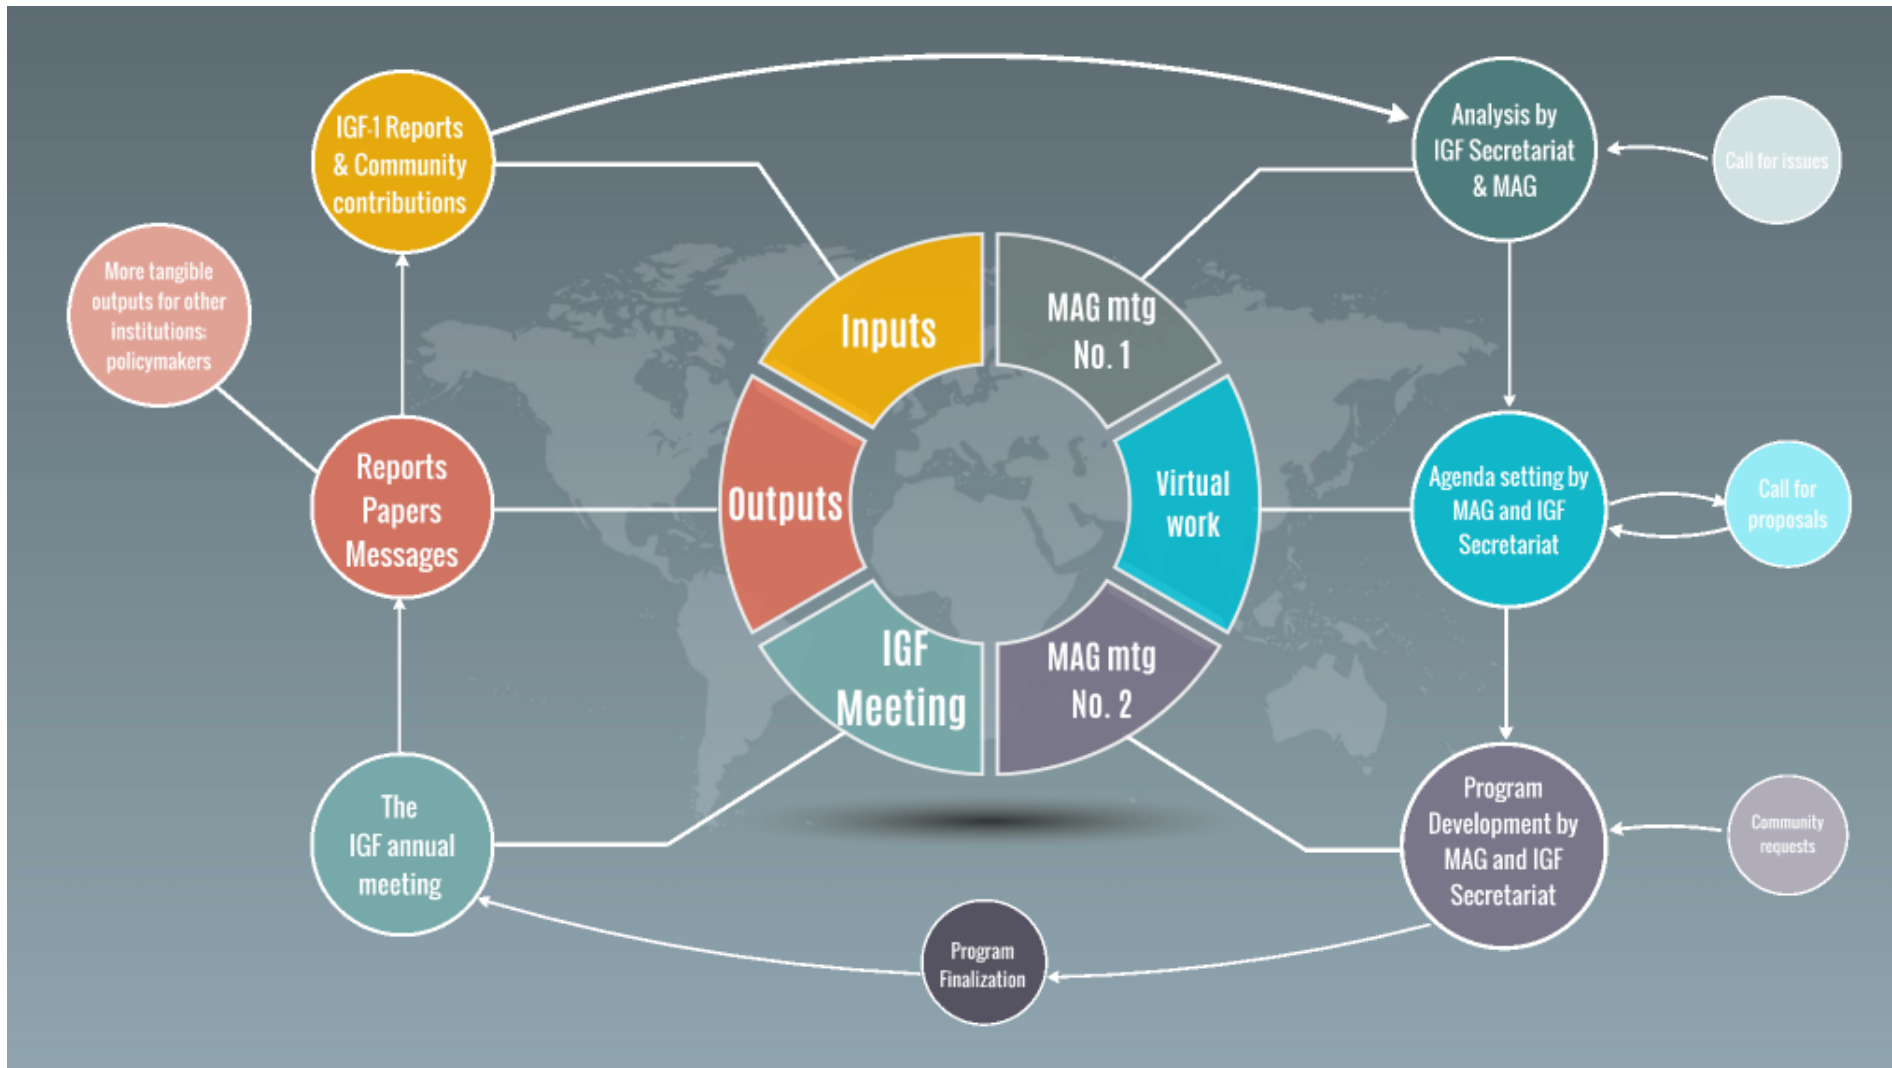 IGF-1 Reports
& Community
contributions
Analysis by
IGF Secretariat
& MAG
Call for issues
More tangible
outputs for other
institutions:
policymakers
Inputs
MAG mtg
No. 1
Reports
Papers
Messages
Outputs
Virtual
work
Agenda setting by
MAG and IGF
Secretariat
Call for
proposals
IGF
Meeting
MAG mtg
No. 2
The
IGF annual
meeting
Program
Development by
MAG and IGF
Secretariat
Community
requests
Program
Finalization